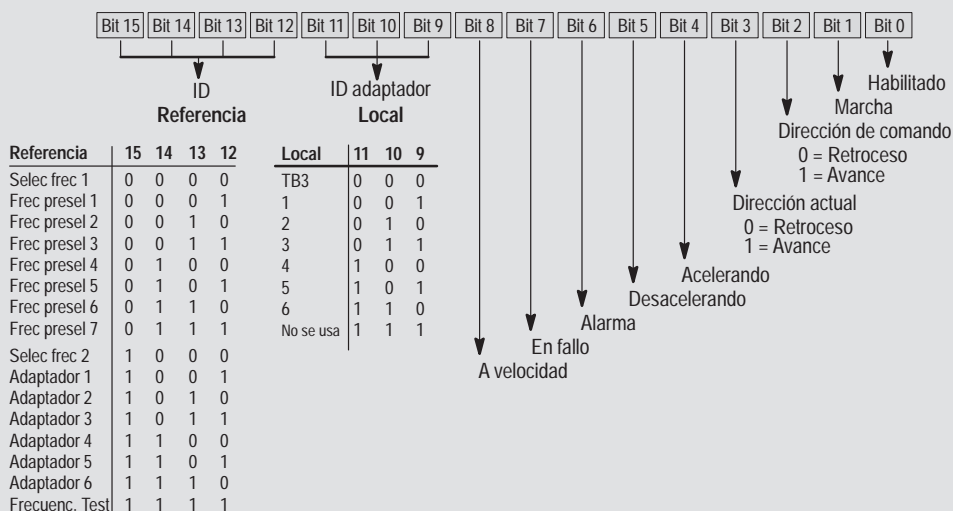 Bit 15 Bit 14 Bit 13 Bit 12 Bit 11 Bit 10 Bit 9 Bit 8 Bit 7 Bit 6 Bit 5 Bit 4 Bit 3 Bit 2 Bit 1 Bit 0
ID
Referencia
ID adaptador
Local
Habilitado
Marcha
Dirección de comando
0 = Retroceso
1 = Avance
Dirección actual
0 = Retroceso
1 = Avance
Acelerando
Desacelerando
Alarma
En fallo
A velocidad
Referencia 15 14 13 12
Selec frec 1 0 0 0 0
Frec presel 1 0 0 0 1
Frec presel 2 0 0 1 0
Frec presel 3 0 0 1 1
Frec presel 4 0 1 0 0
Frec presel 5 0 1 0 1
Frec presel 6 0 1 1 0
Frec presel 7 0 1 1 1
Selec frec 2 1 0 0 0
Adaptador 1 1 0 0 1
Adaptador 2 1 0 1 0
Adaptador 3 1 0 1 1
Adaptador 4 1 1 0 0
Adaptador 5 1 1 0 1
Adaptador 6 1 1 1 0
Frecuenc. Test 1 1 1 1
Local 11 10 9
TB3 0 0 0
1 0 0 1
2 0 1 0
3 0 1 1
4 1 0 0
5 1 0 1
6 1 1 0
No se usa 1 1 1